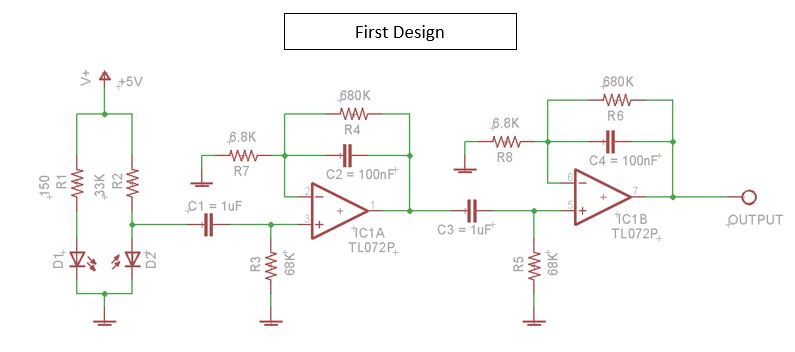 First Design
V+
+5V
150
R1
33K
R2
D1
D2
C1 = 1uF
R3
68K
6.8K
R7
680K
R4
C2 = 100nF
2
3
1
IC1A
TL072P
C3 = 1uF
R5
68K
6.8K
R8
680K
R6
C4 = 100nF
6
5
7
IC1B
TL072P
OUTPUT